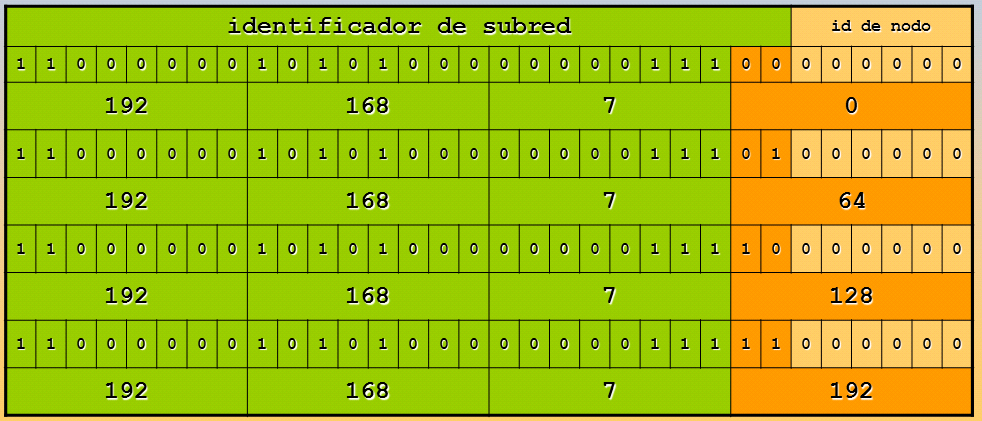 identificador de subred id de nodo
1 1 0 0 0 0 0 0 1 0 1 0 1 0 0 0 0 0 0 0 0 1 1 1 0 0 0 0 0 0 0 0
192 168 7 0
1 1 0 0 0 0 0 0 1 0 1 0 1 0 0 0 0 0 0 0 0 1 1 1 0 1 0 0 0 0 0 0
192 168 7 64
1 1 0 0 0 0 0 0 1 0 1 0 1 0 0 0 0 0 0 0 0 1 1 1 1 0 0 0 0 0 0 0
192 168 7 128
1 1 0 0 0 0 0 0 1 0 1 0 1 0 0 0 0 0 0 0 0 1 1 1 1 1 0 0 0 0 0 0
192 168 7 192